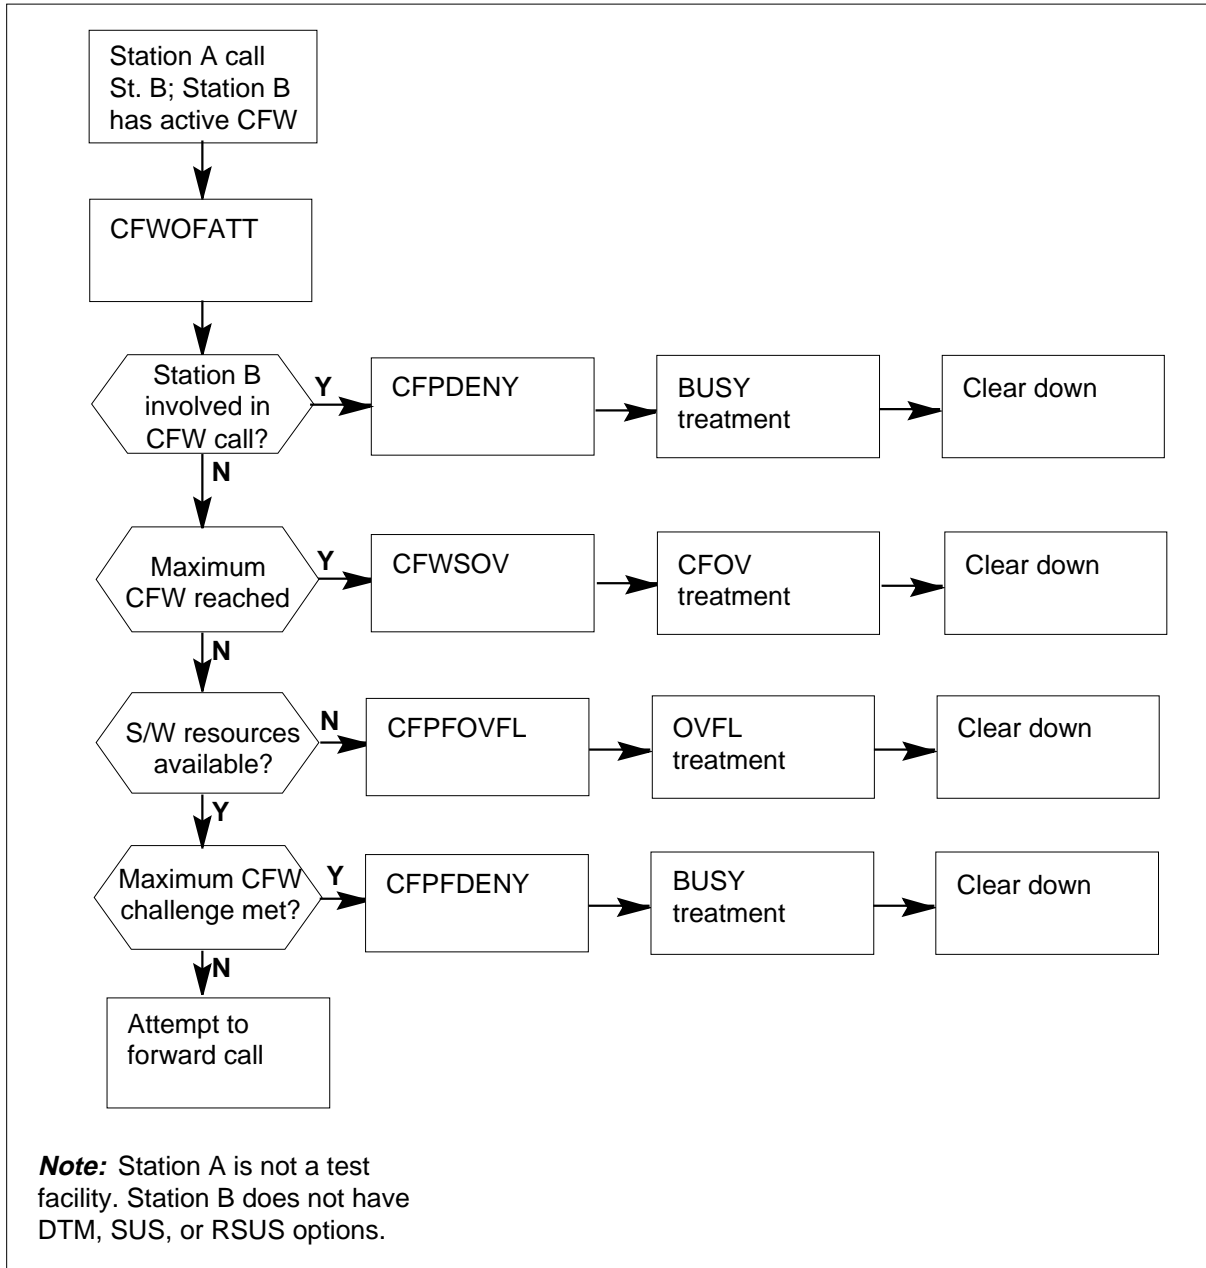 Station A call
St. B; Station B
has active CFW
CFWOFATT
Station B
involved in
CFW call?
Y
CFPDENY
BUSY
treatment
Clear down
N
Maximum
CFW reached
Y
CFWSOV
CFOV
treatment
Clear down
N
S/W resources
available?
N
CFPFOVFL
OVFL
treatment
Clear down
Y
Maximum CFW
challenge met?
Y
CFPFDENY
BUSY
treatment
Clear down
N
Attempt to
forward call
Note: Station A is not a test
facility. Station B does not have
DTM, SUS, or RSUS options.